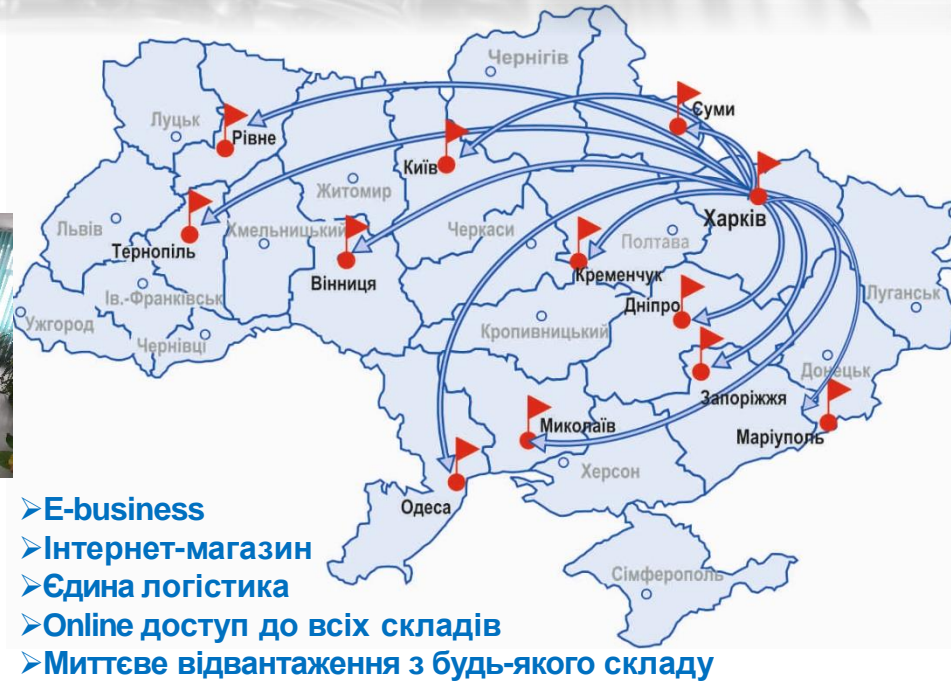 Чернігів
Суми
Луцьк
Рівне
Київ
Житомир
Харків
Львів
Тернопіль
Хмельницький
Черкаси
Полтава
Вінниця
Кременчук
Ів.-Франківськ
Дніпро
Луганськ
Ужгород
Чернівці
Кропивницький
Донецьк
Запоріжжя
Миколаїв
Маріуполь
Херсон
Одеса
Сімферополь
➢E-business
➢Інтернет-магазин
➢Єдина логістика
➢Online доступ до всіх складів
➢Миттєве відвантаження з будь-якого складу